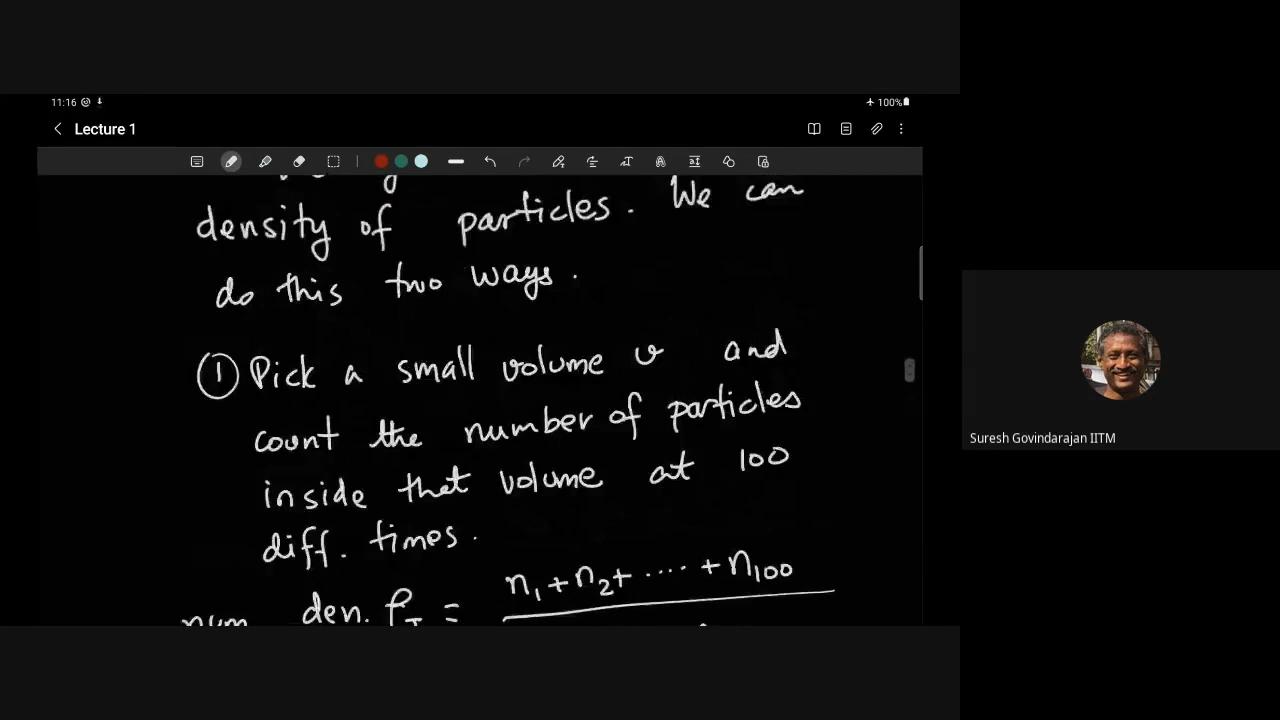 11:16
100%
Lecture 1
density of particles. We can
do this two ways.
① Pick a small volume v and
count the number of particles
inside that volume at 100
diff. times.
num den. ρ_T = n₁ + n₂ + ···· + n₁₀₀
Suresh Govindarajan IITM